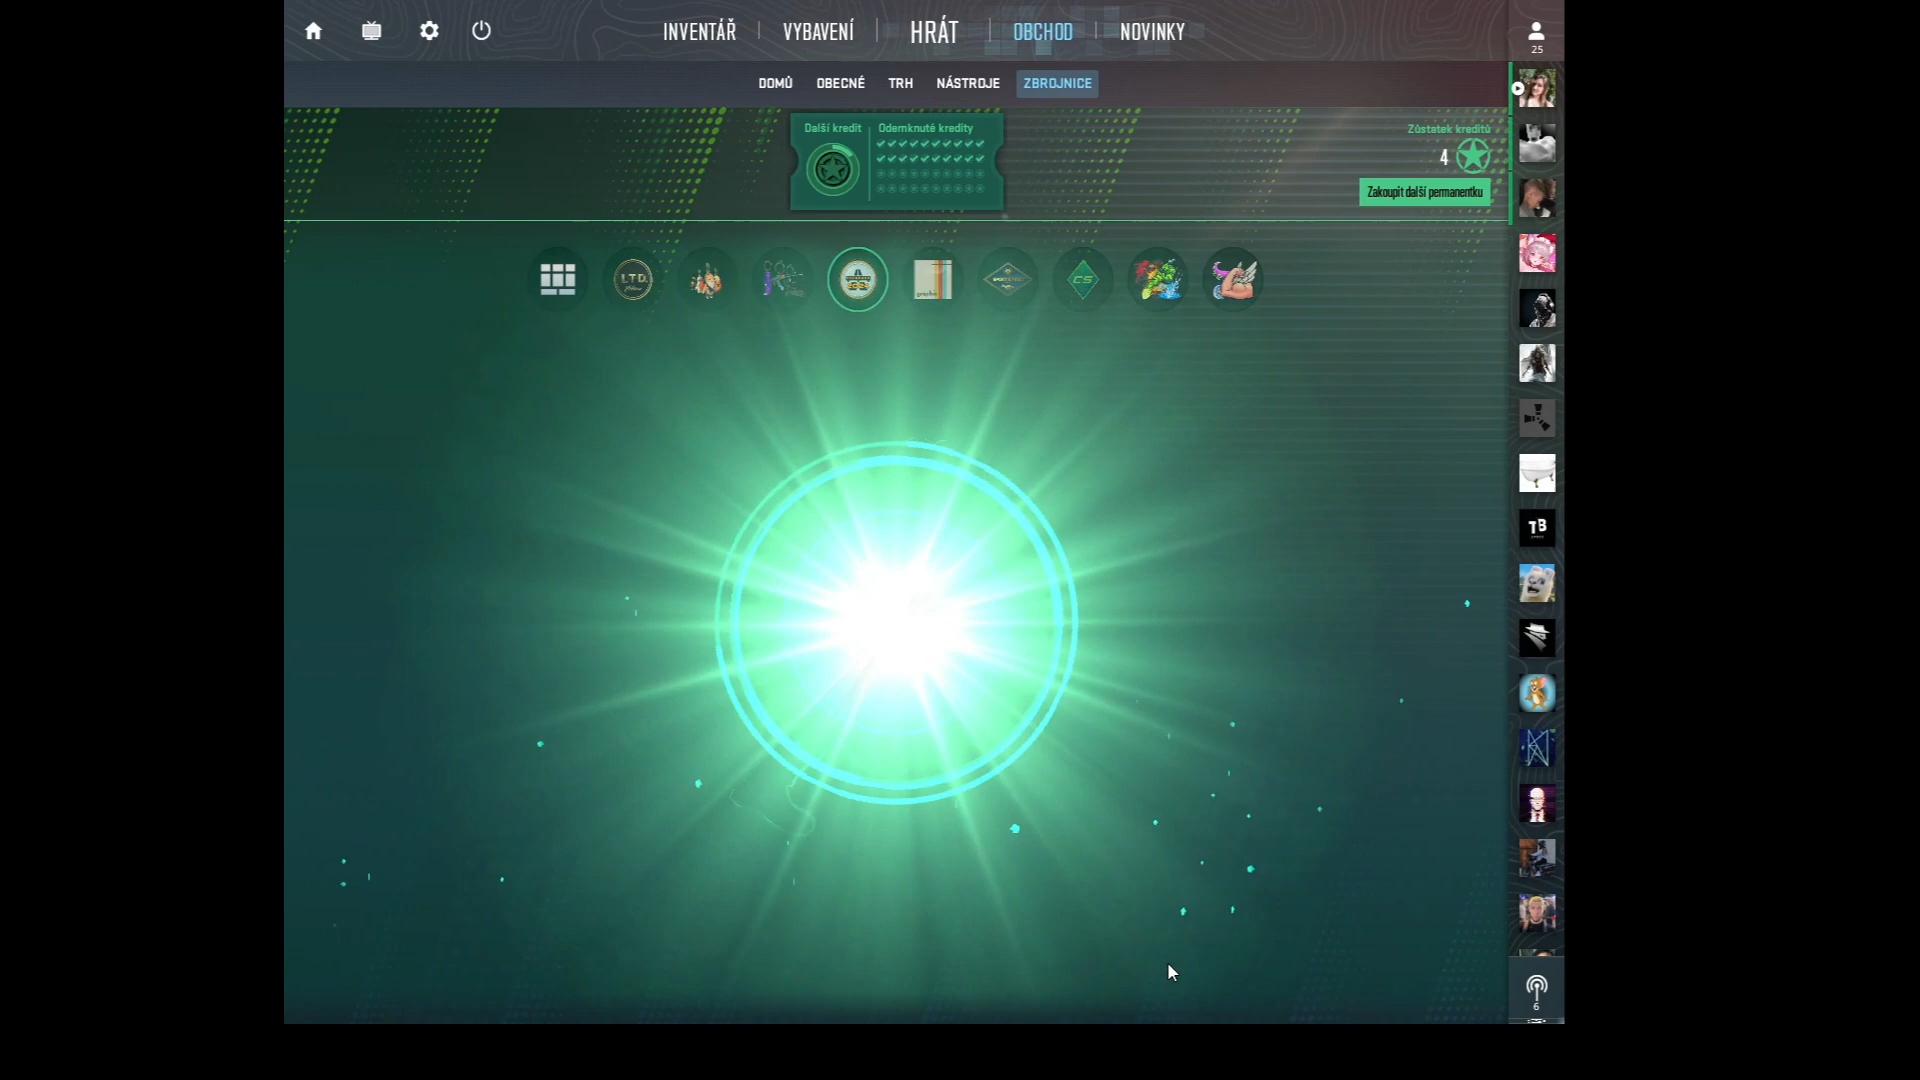 INVENTÁŘ
VYBAVENÍ
HRÁT
OBCHOD
NOVINKY
25
DOMŮ
OBECNÉ
TRH
NÁSTROJE
ZBROJNICE
Další kredit
Odemknuté kredity
Zůstatek kreditů
4
Zakoupit další permanentku
LTD.
graphic
CS
TB
6